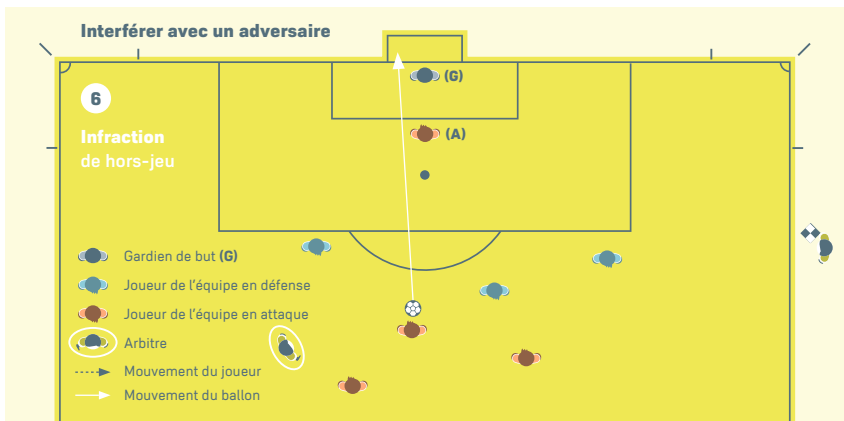 Interférer avec un adversaire
(G)
6
(A)
Infraction
de hors-jeu
Gardien de but (G)
Joueur de l'équipe en défense
Joueur de l'équipe en attaque
Arbitre
Mouvement du joueur
Mouvement du ballon